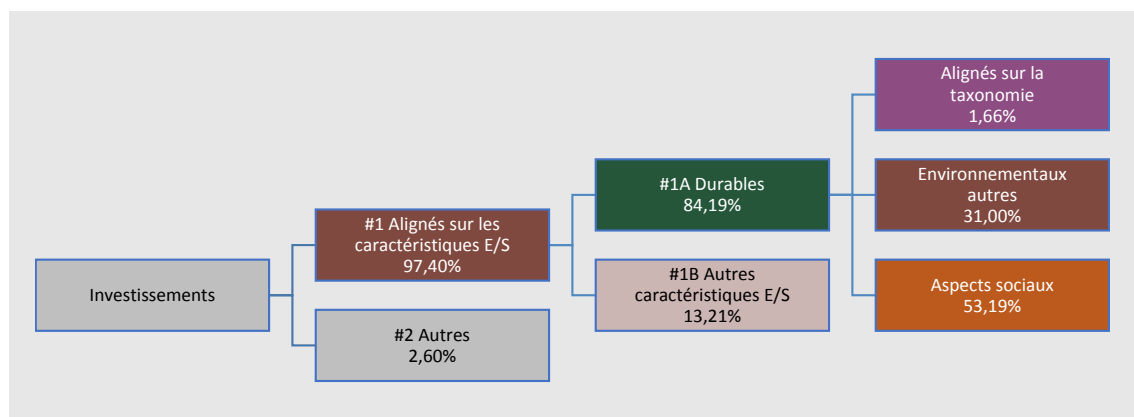 Investissements
#1 Alignés sur les
caractéristiques E/S
97,40%
#2 Autres
2,60%
#1A Durables
84,19%
#1B Autres
caractéristiques E/S
13,21%
Alignés sur la
taxonomie
1,66%
Environnementaux
autres
31,00%
Aspects sociaux
53,19%